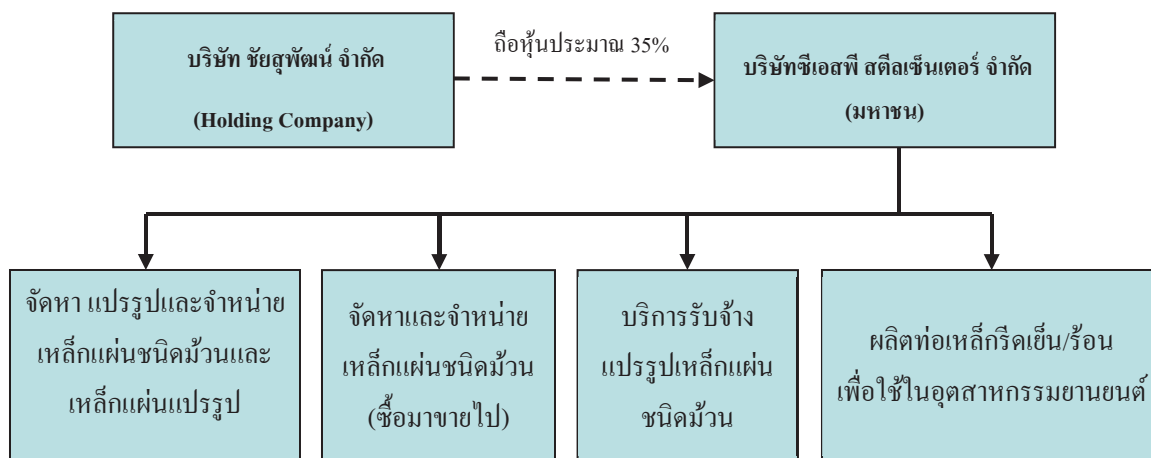 บริษัท ชัยสุพัฒน์ จำกัด
(Holding Company)
ถือหุ้นประมาณ 35%
บริษัทซีเอสพี สตีลเซ็นเตอร์ จำกัด
(มหาชน)
จัดหา แปรรูปและจำหน่าย
เหล็กแผ่นชนิดม้วนและ
เหล็กแผ่นแปรรูป
จัดหาและจำหน่าย
เหล็กแผ่นชนิดม้วน
(ซื้อมาขายไป)
บริการรับจ้าง
แปรรูปเหล็กแผ่น
ชนิดม้วน
ผลิตท่อเหล็กรีดเย็น/ร้อน
เพื่อใช้ในอุตสาหกรรมยานยนต์